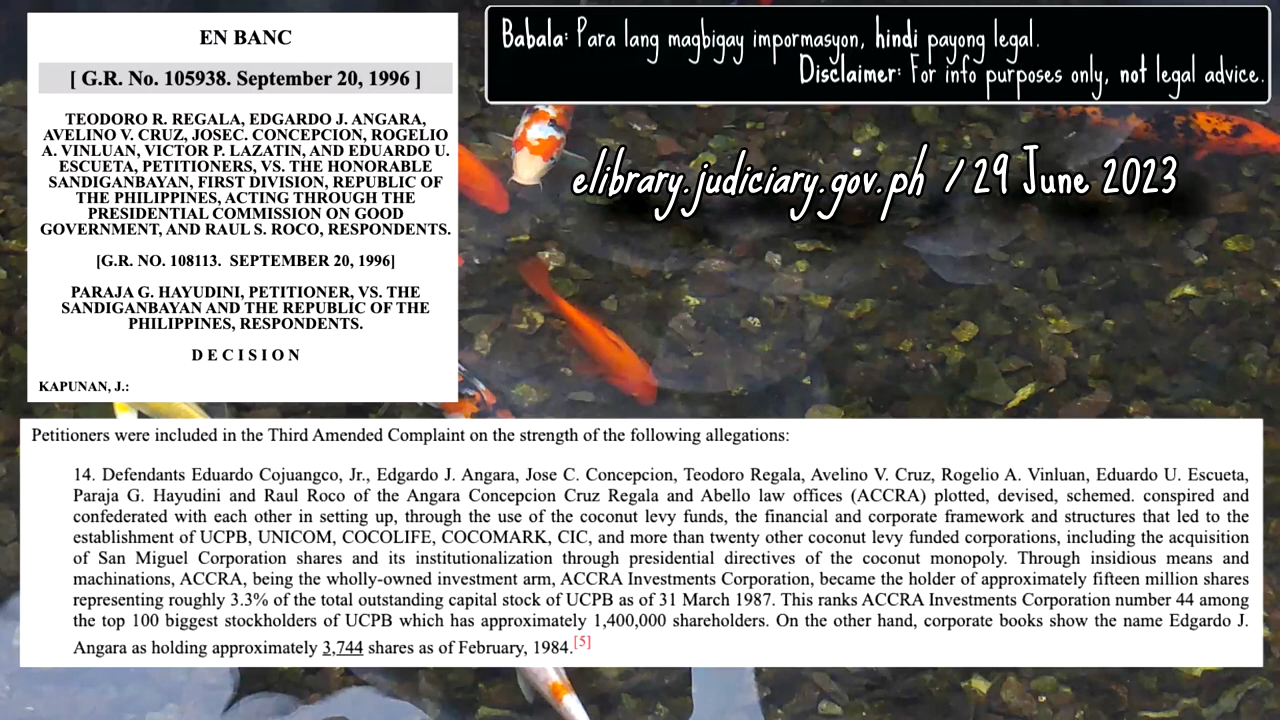 EN BANC
[ G.R. No. 105938. September 20, 1996 ]
TEODORO R. REGALA, EDGARDO J. ANGARA,
AVELINO V. CRUZ, JOSEC. CONCEPCION, ROGELIO
A. VINLUAN, VICTOR P. LAZATIN, AND EDUARDO U.
ESCUETA, PETITIONERS, VS. THE HONORABLE
SANDIGANBAYAN, FIRST DIVISION, REPUBLIC OF
THE PHILIPPINES, ACTING THROUGH THE
PRESIDENTIAL COMMISSION ON GOOD
GOVERNMENT, AND RAUL S. ROCO, RESPONDENTS.
[G.R. NO. 108113. SEPTEMBER 20, 1996]
PARAJA G. HAYUDINI, PETITIONER, VS. THE
SANDIGANBAYAN AND THE REPUBLIC OF THE
PHILIPPINES, RESPONDENTS.
D E C I S I O N
KAPUNAN, J.:
Babala: Para lang magbigay impormasyon, hindi payong legal.
Disclaimer: For info purposes only, not legal advice.
elibrary.judiciary.gov.ph / 29 June 2023
Petitioners were included in the Third Amended Complaint on the strength of the following allegations:
14. Defendants Eduardo Cojuangco, Jr., Edgardo J. Angara, Jose C. Concepcion, Teodoro Regala, Avelino V. Cruz, Rogelio A. Vinluan, Eduardo U. Escueta,
Paraja G. Hayudini and Raul Roco of the Angara Concepcion Cruz Regala and Abello law offices (ACCRA) plotted, devised, schemed. conspired and
confederated with each other in setting up, through the use of the coconut levy funds, the financial and corporate framework and structures that led to the
establishment of UCPB, UNICOM, COCOLIFE, COCOMARK, CIC, and more than twenty other coconut levy funded corporations, including the acquisition
of San Miguel Corporation shares and its institutionalization through presidential directives of the coconut monopoly. Through insidious means and
machinations, ACCRA, being the wholly-owned investment arm, ACCRA Investments Corporation, became the holder of approximately fifteen million shares
representing roughly 3.3% of the total outstanding capital stock of UCPB as of 31 March 1987. This ranks ACCRA Investments Corporation number 44 among
the top 100 biggest stockholders of UCPB which has approximately 1,400,000 shareholders. On the other hand, corporate books show the name Edgardo J.
Angara as holding approximately 3,744 shares as of February, 1984.[5]